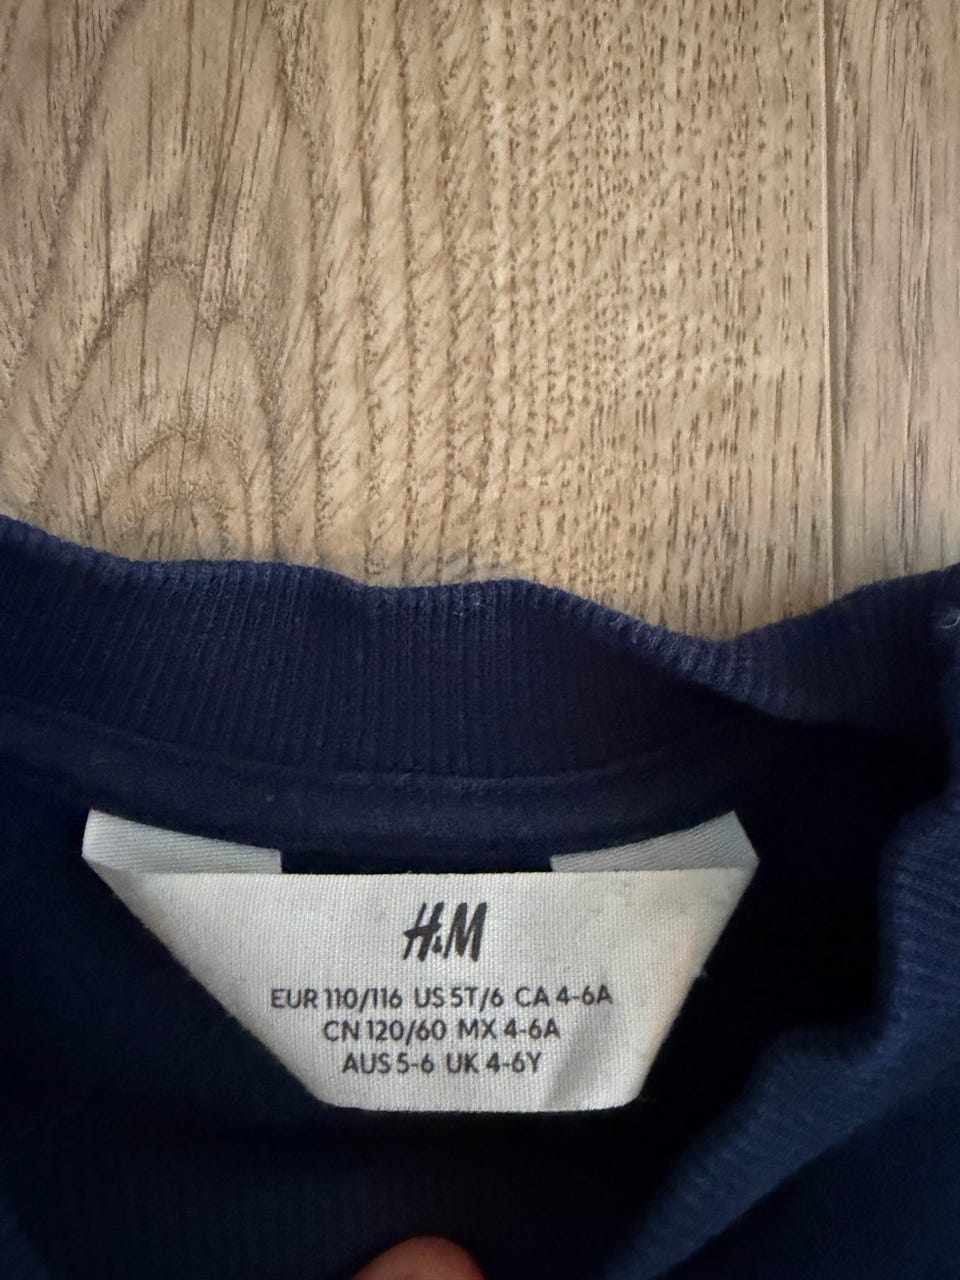 H&M
EUR 110/116 US 5T/6 CA 4-6A
CN 120/60 MX 4-6A
AUS 5-6 UK 4-6Y